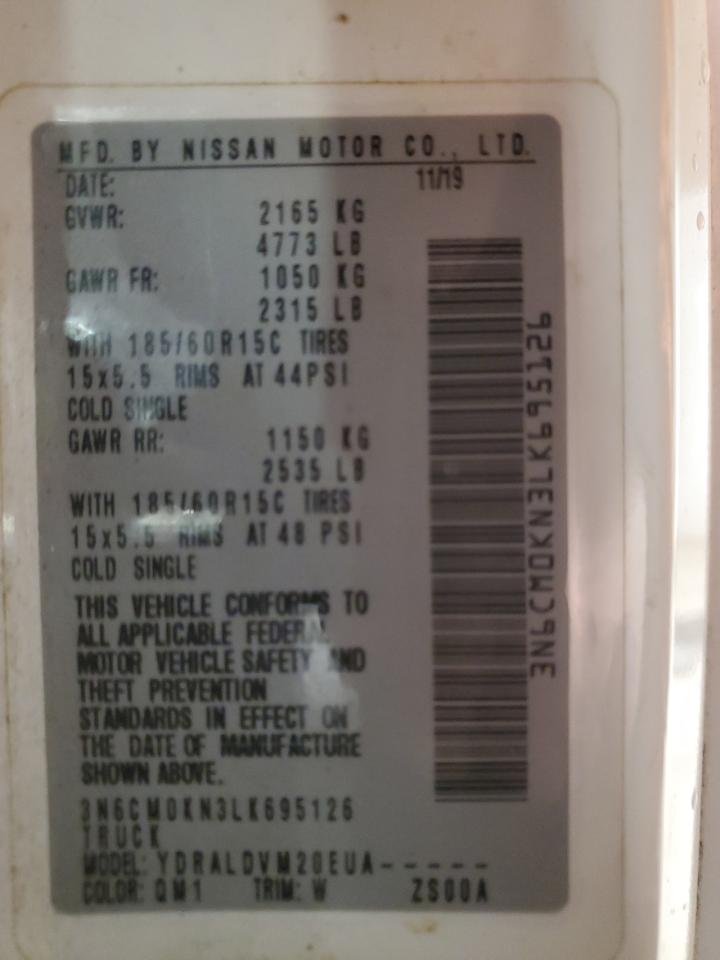 MFD. BY NISSAN MOTOR CO., LTD.
DATE: 11/19
GVWR: 2165 KG
4773 LB
GAWR FR: 1050 KG
2315 LB
WITH 185/60R15C TIRES
15x5.5 RIMS AT 44PSI
COLD SINGLE
GAWR RR: 1150 KG
2535 LB
WITH 185/60R15C TIRES
15x5.5 RIMS AT 48 PSI
COLD SINGLE
THIS VEHICLE CONFORMS TO
ALL APPLICABLE FEDERAL
MOTOR VEHICLE SAFETY AND
THEFT PREVENTION
STANDARDS IN EFFECT ON
THE DATE OF MANUFACTURE
SHOWN ABOVE.
3N6CM0KN3LK695126
TRUCK
MODEL: YDRALDVM20EUA-----
COLOR: QM1 TRIM: W ZS00A
3N6CM0KN3LK695126